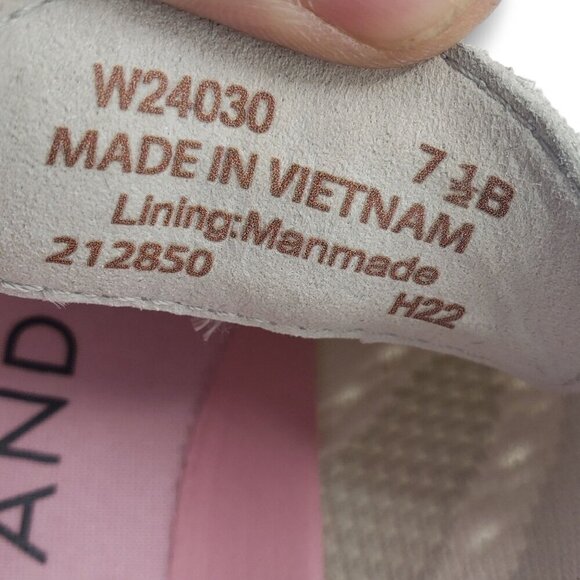 W24030
7 ½B
MADE IN VIETNAM
Lining:Manmade
212850
H22
AND